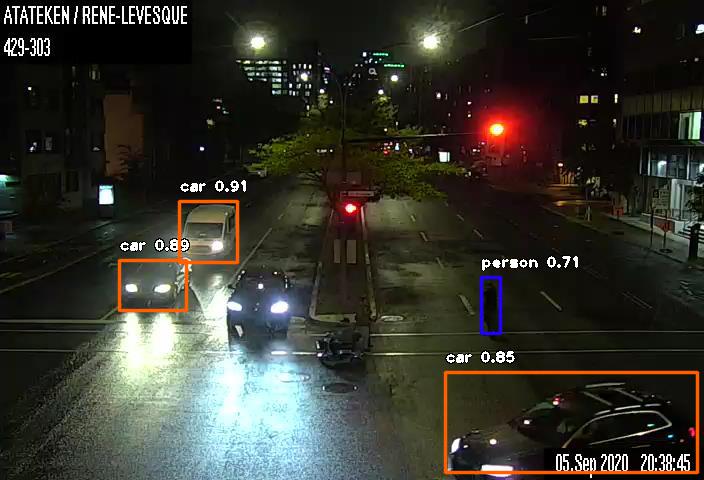 ATATEKEN / RENE-LEVESQUE
429-303
car 0.91
car 0.89
person 0.71
car 0.85
05.Sep 2020 20:38:45